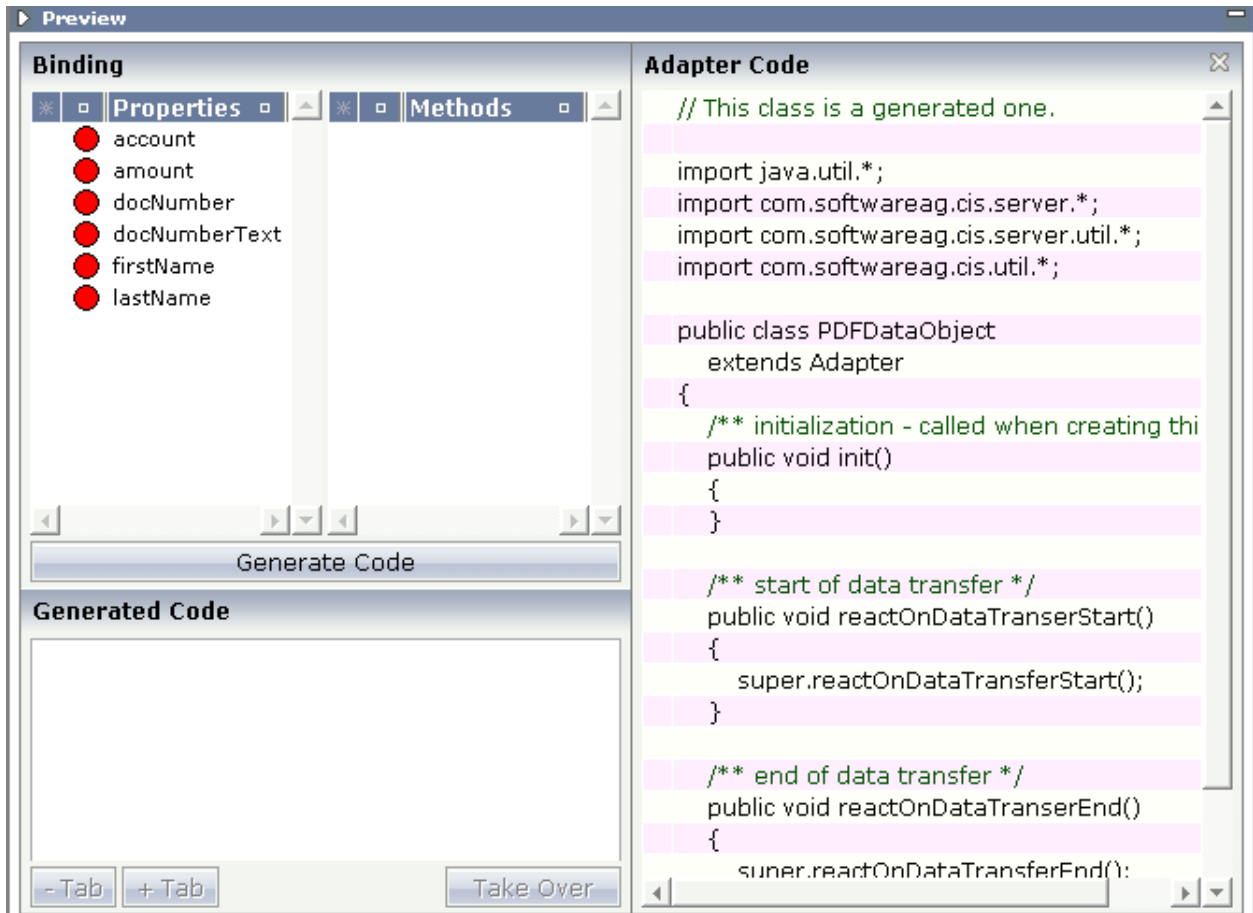 Preview
Binding
Properties
Methods
account
amount
docNumber
docNumberText
firstName
lastName
Generate Code
Generated Code
- Tab
+ Tab
Take Over
Adapter Code
// This class is a generated one.
import java.util.*;
import com.softwareag.cis.server.*;
import com.softwareag.cis.server.util.*;
import com.softwareag.cis.util.*;
public class PDFDataObject
extends Adapter
{
/** initialization - called when creating thi
public void init()
{
}
/** start of data transfer */
public void reactOnDataTranserStart()
{
super.reactOnDataTransferStart();
}
/** end of data transfer */
public void reactOnDataTranserEnd()
{
super.reactOnDataTransferEnd();